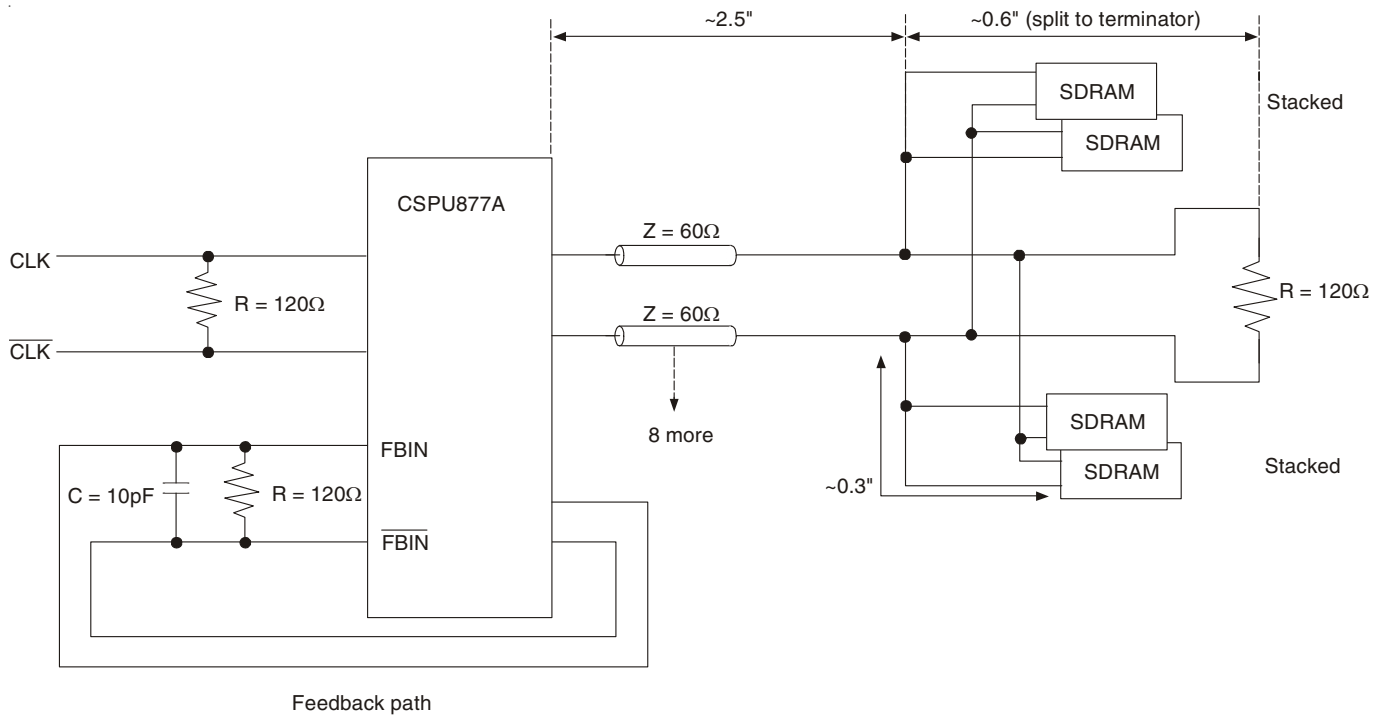 ~2.5"
~0.6" (split to terminator)
SDRAM
Stacked
SDRAM
CSPU877A
Z = 60Ω
CLK
R = 120Ω
R = 120Ω
Z = 60Ω
CLK
8 more
SDRAM
FBIN
Stacked
SDRAM
C = 10pF
R = 120Ω
~0.3"
FBIN
Feedback path